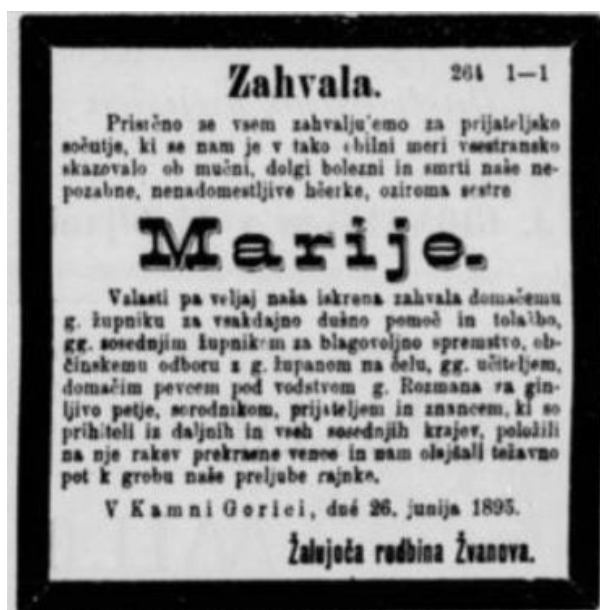 Zahvala. 264 1—1
Pristčno se vsem zahvalju'emo za prijateljsko
sočutje, ki se nam je v tako obilni meri vsestransko
skazovalo ob mučni, dolgi bolezni in smrti naše ne-
pozabne, nenadomestljive hčerke, oziroma sestre
Marije.
Vlasti pa veljaj naša iskrena zahvala domačemu
g. župniku za vsakdajno dušno pomoč in tolažbo,
gg. sosednjim župnikom za blagovoljno spremstvo, ob-
činskemu odboru z g. županom na čelu, gg. učiteljem,
domačim pevcem pod vodstvom g. Rozmana za gin-
ljivo petje, sorodnikom, prijateljem in znancem, ki so
prihiteli iz daljnih in vseh sosednjih krajev, položili
na nje rakev prekrasne vence in nam olajšali težavno
pot k grobu naše preljube rajnke.
V Kamni Gorici, dné 26. junija 1895.
Žalujoča rodbina Žvanova.